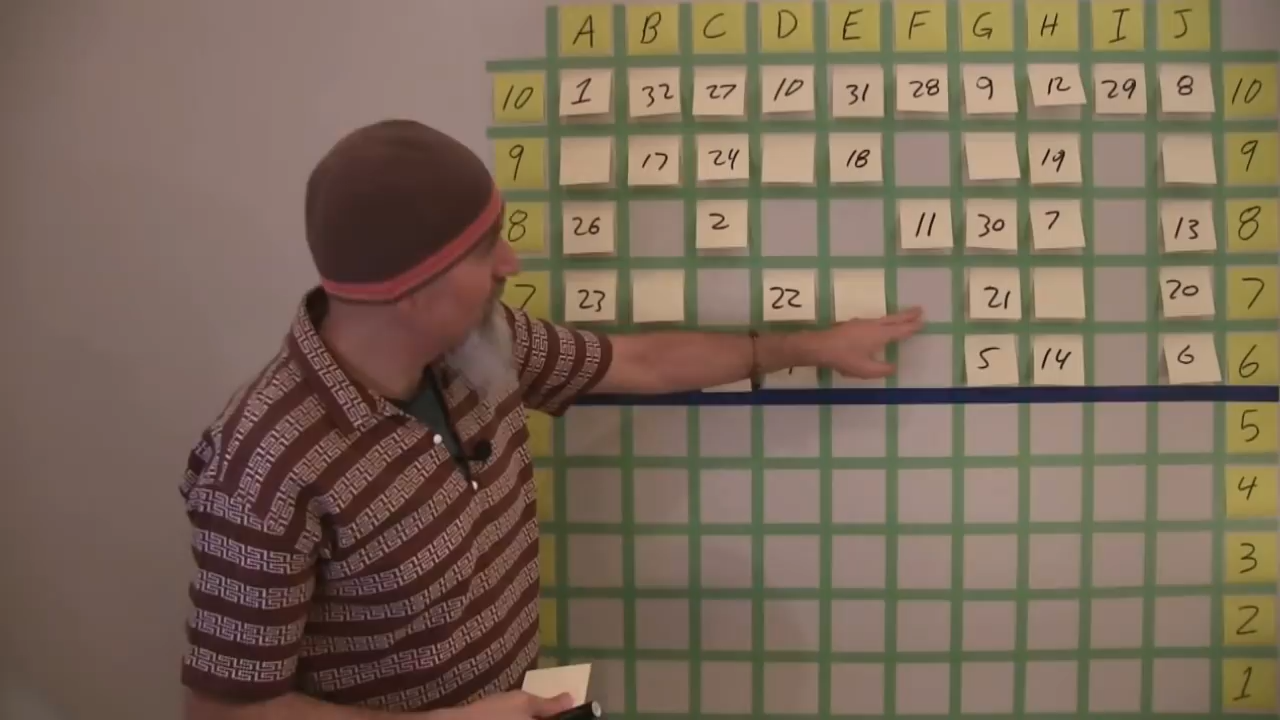 A B C D E F G H I J
10 1 32 27 10 31 28 9 12 29 8 10
9 17 24 18 19 9
8 26 2 11 30 7 13 8
7 23 22 21 20 7
5 14 6 6
5
4
3
2
1